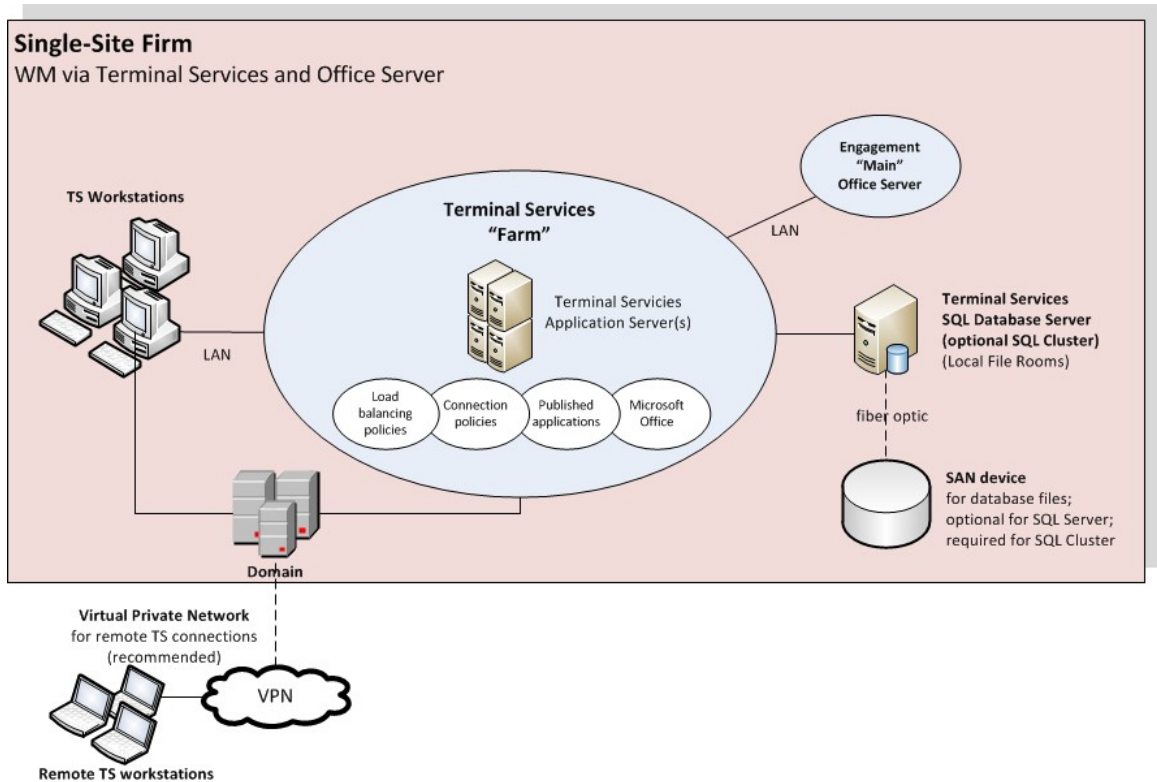 Single-Site Firm
WM via Terminal Services and Office Server
Engagement
“Main”
Office Server
LAN
TS Workstations
LAN
Terminal Services
“Farm”
Terminal Servicies
Application Server(s)
Load
balancing
policies
Connection
policies
Published
applications
Microsoft
Office
Terminal Services
SQL Database Server
(optional SQL Cluster)
(Local File Rooms)
fiber optic
SAN device
for database files;
optional for SQL Server;
required for SQL Cluster
Domain
Virtual Private Network
for remote TS connections
(recommended)
VPN
Remote TS workstations